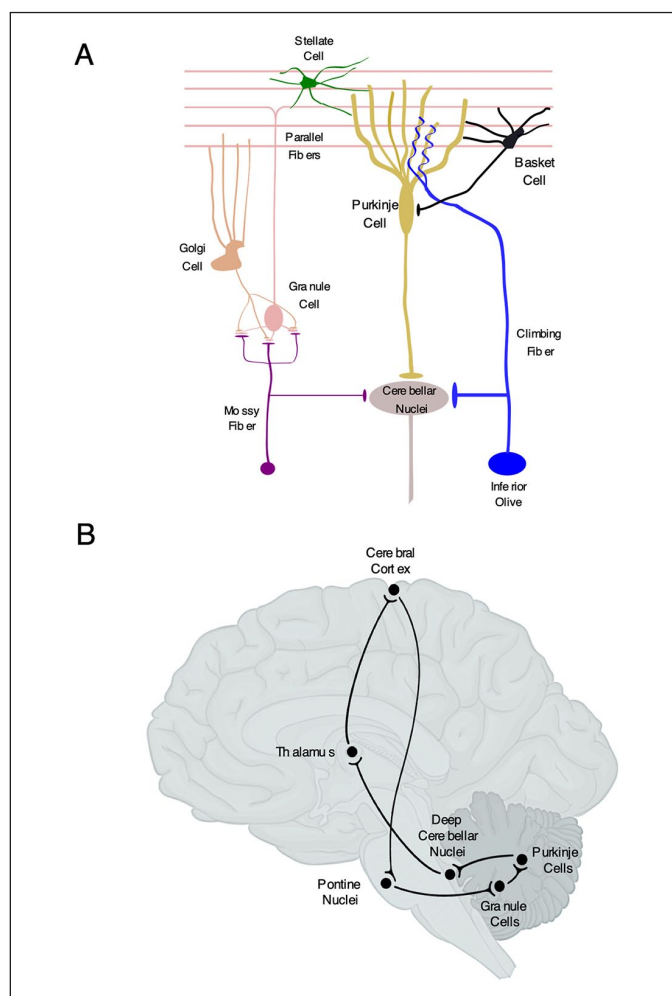 A
Stellate
Cell
Parallel
Fibers
Basket
Cell
Purkinje
Cell
Golgi
Cell
Granule
Cell
Climbing
Fiber
Cerebellar
Nuclei
Mossy
Fiber
Inferior
Olive
B
Cerebral
Cortex
Thalamus
Deep
Cerebellar
Nuclei
Purkinje
Cells
Pontine
Nuclei
Granule
Cells